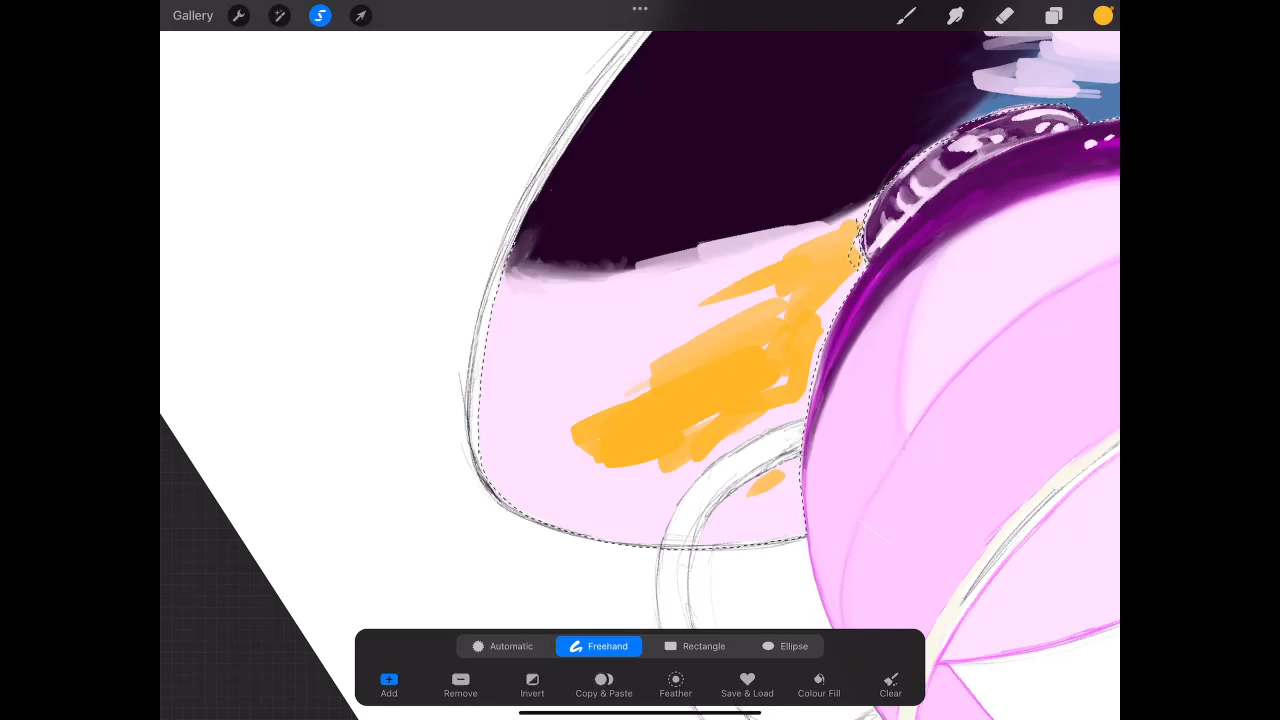 Gallery
Automatic Freehand Rectangle Ellipse
Add Remove Invert Copy & Paste Feather Save & Load Colour Fill Clear